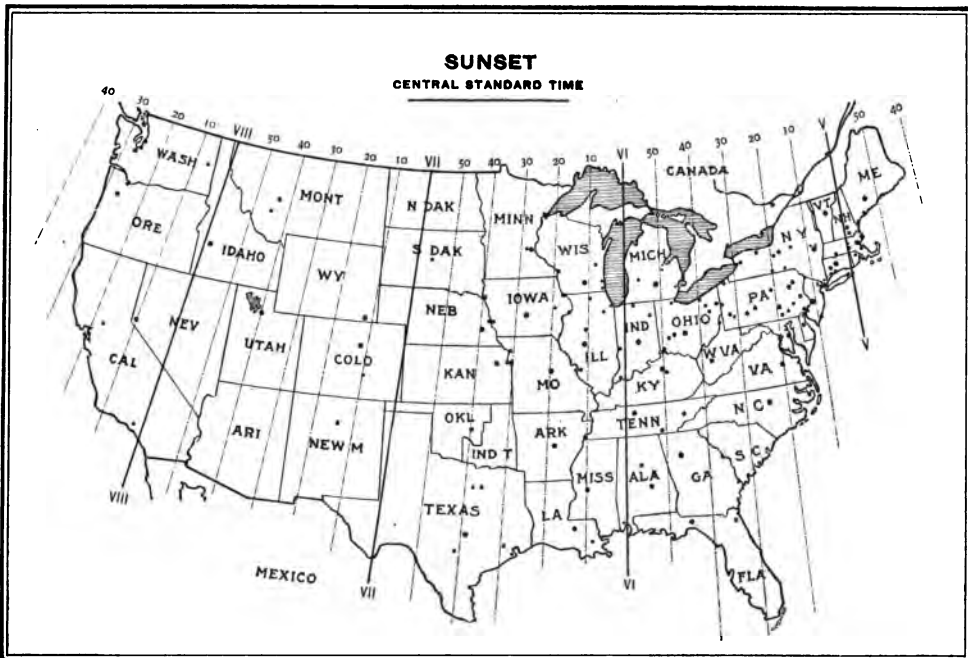 SUNSET
CENTRAL STANDARD TIME
40 30 20 10 VIII 50 40 30 20 10 VII 50 40 30 20 10 VI 50 40 30 20 10 V 50 40
WASH
MONT
N DAK
MINN
CANADA
ME
VT
NH
ORE
IDAHO
S DAK
WIS
MICH
N Y
WY
IOWA
NEB
PA
NEV
UTAH
COLO
ILL
IND
OHIO
W VA
CAL
KAN
MO
KY
VA
V
ARI
NEW M
OKL
IND T
ARK
TENN
N C
S C
MISS
ALA
GA
TEXAS
LA
VIII
MEXICO
VII
VI
FLA